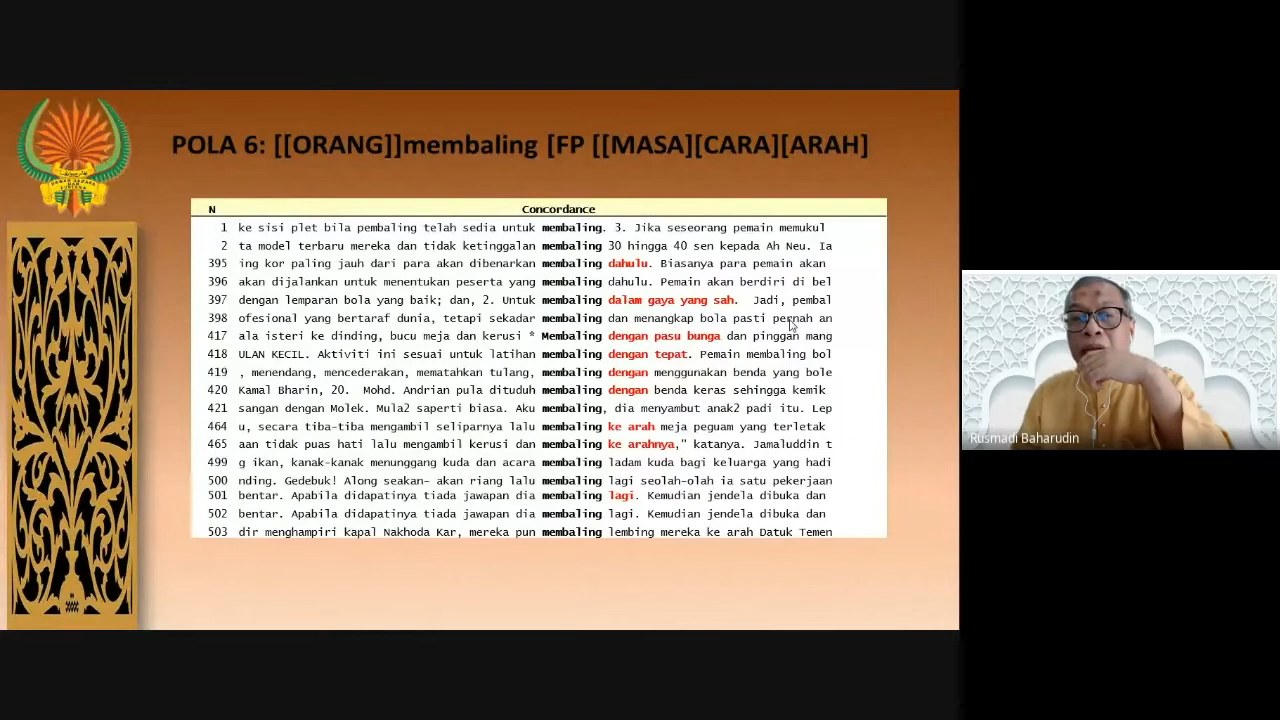 POLA 6: [[ORANG]]membaling [FP [[MASA][CARA][ARAH]
N Concordance
1 ke sisi plet bila pembaling telah sedia untuk membaling. 3. Jika seseorang pemain memukul
2 ta model terbaru mereka dan tidak ketinggalan membaling 30 hingga 40 sen kepada Ah Neu. Ia
395 ing kor paling jauh dari para akan dibenarkan membaling dahulu. Biasanya para pemain akan
396 akan dijalankan untuk menentukan peserta yang membaling dahulu. Pemain akan berdiri di bel
397 dengan lemparan bola yang baik; dan, 2. Untuk membaling dalam gaya yang sah. Jadi, pembal
398 ofesional yang bertaraf dunia, tetapi sekadar membaling dan menangkap bola pasti pernah an
417 ala isteri ke dinding, bucu meja dan kerusi * Membaling dengan pasu bunga dan pinggan mang
418 ULAN KECIL. Aktiviti ini sesuai untuk latihan membaling dengan tepat. Pemain membaling bol
419 , menendang, mencederakan, mematahkan tulang, membaling dengan menggunakan benda yang bole
420 Kamal Bharin, 20. Mohd. Andrian pula dituduh membaling dengan benda keras sehingga kemik
421 sangan dengan Molek. Mula2 saperti biasa. Aku membaling, dia menyambut anak2 padi itu. Lep
464 u, secara tiba-tiba mengambil seliparnya lalu membaling ke arah meja peguam yang terletak
465 aan tidak puas hati lalu mengambil kerusi dan membaling ke arahnya," katanya. Jamaluddin t
499 g ikan, kanak-kanak menunggang kuda dan acara membaling ladam kuda bagi keluarga yang hadi
500 nding. Gedebuk! Along seakan- akan riang lalu membaling lagi seolah-olah ia satu pekerjaan
501 bentar. Apabila didapatinya tiada jawapan dia membaling lagi. Kemudian jendela dibuka dan
502 bentar. Apabila didapatinya tiada jawapan dia membaling lagi. Kemudian jendela dibuka dan
503 dir menghampiri kapal Nakhoda Kar, mereka pun membaling lembing mereka ke arah Datuk Temen
Rusmadi Baharudin